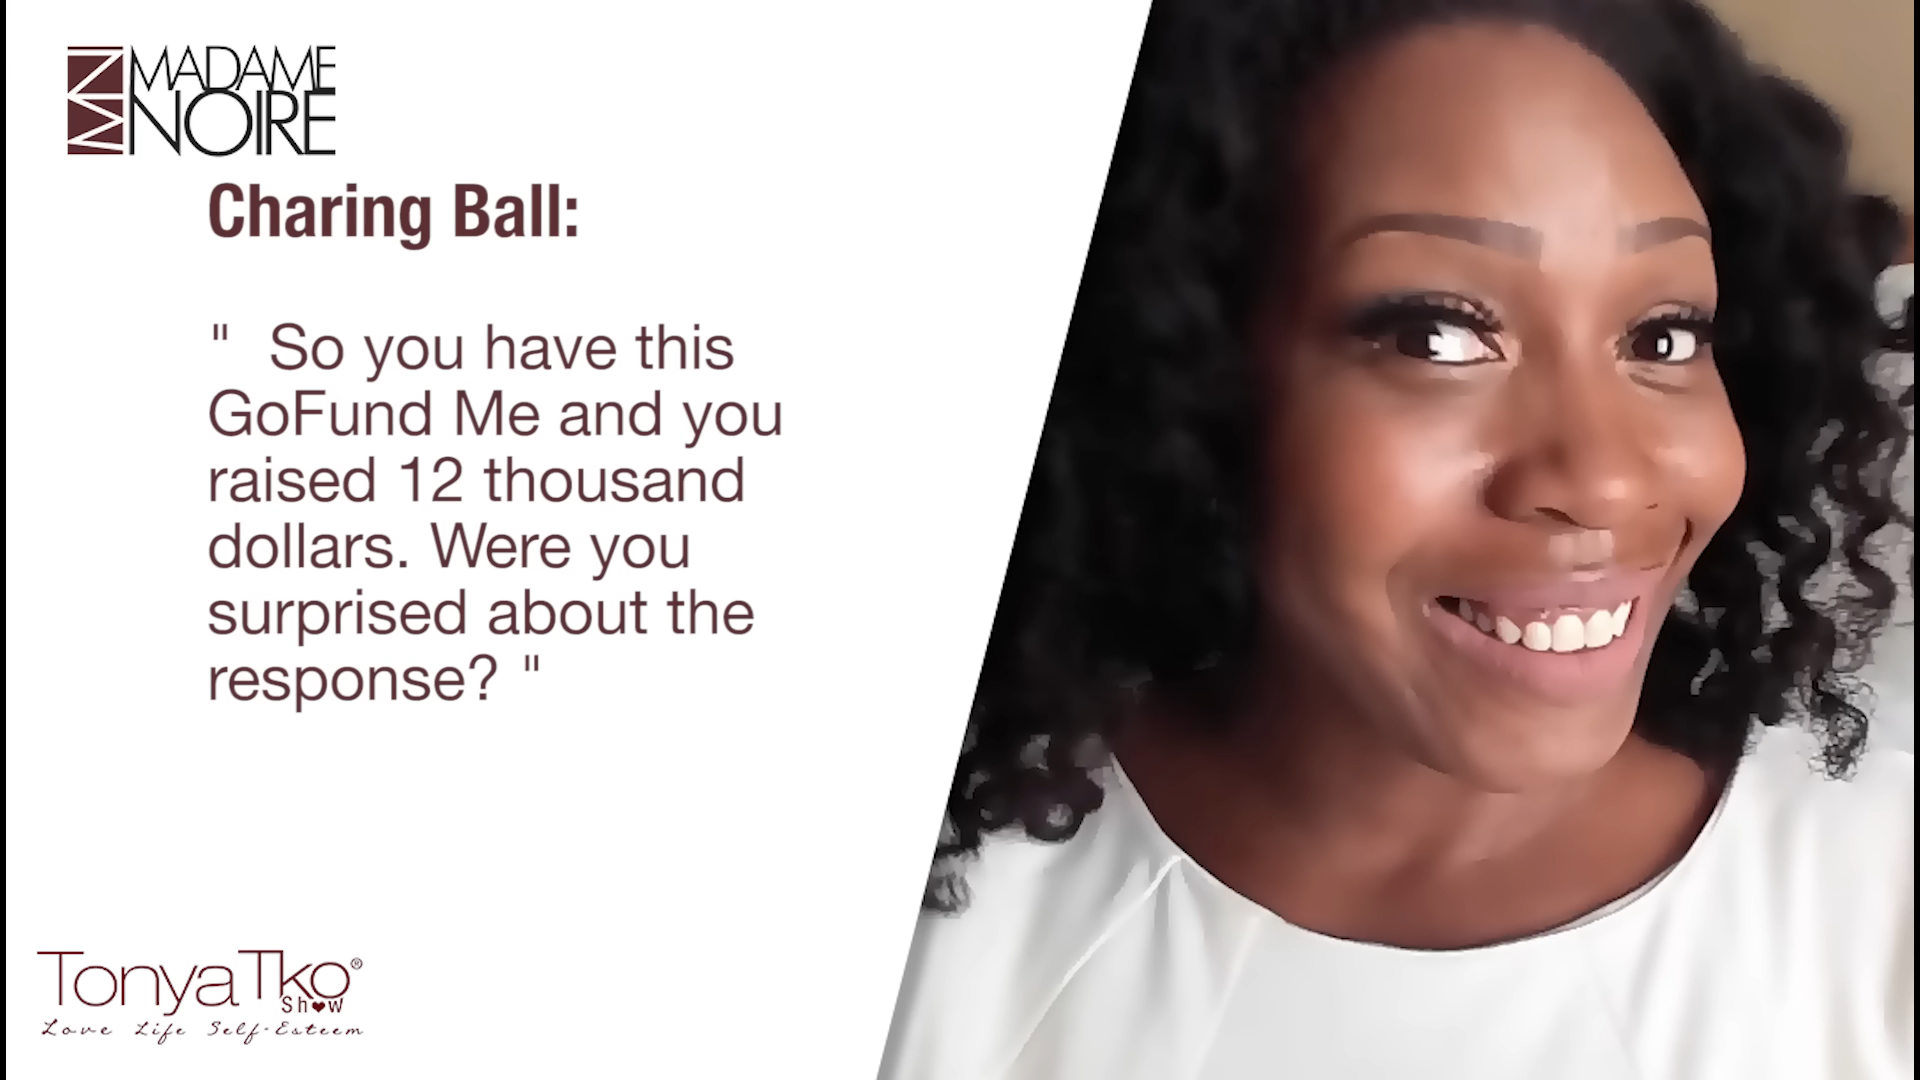 MN
MADAME
NOIRE
Charing Ball:
" So you have this
GoFund Me and you
raised 12 thousand
dollars. Were you
surprised about the
response? "
TonyaTko®
Show
Love Life Self-Esteem